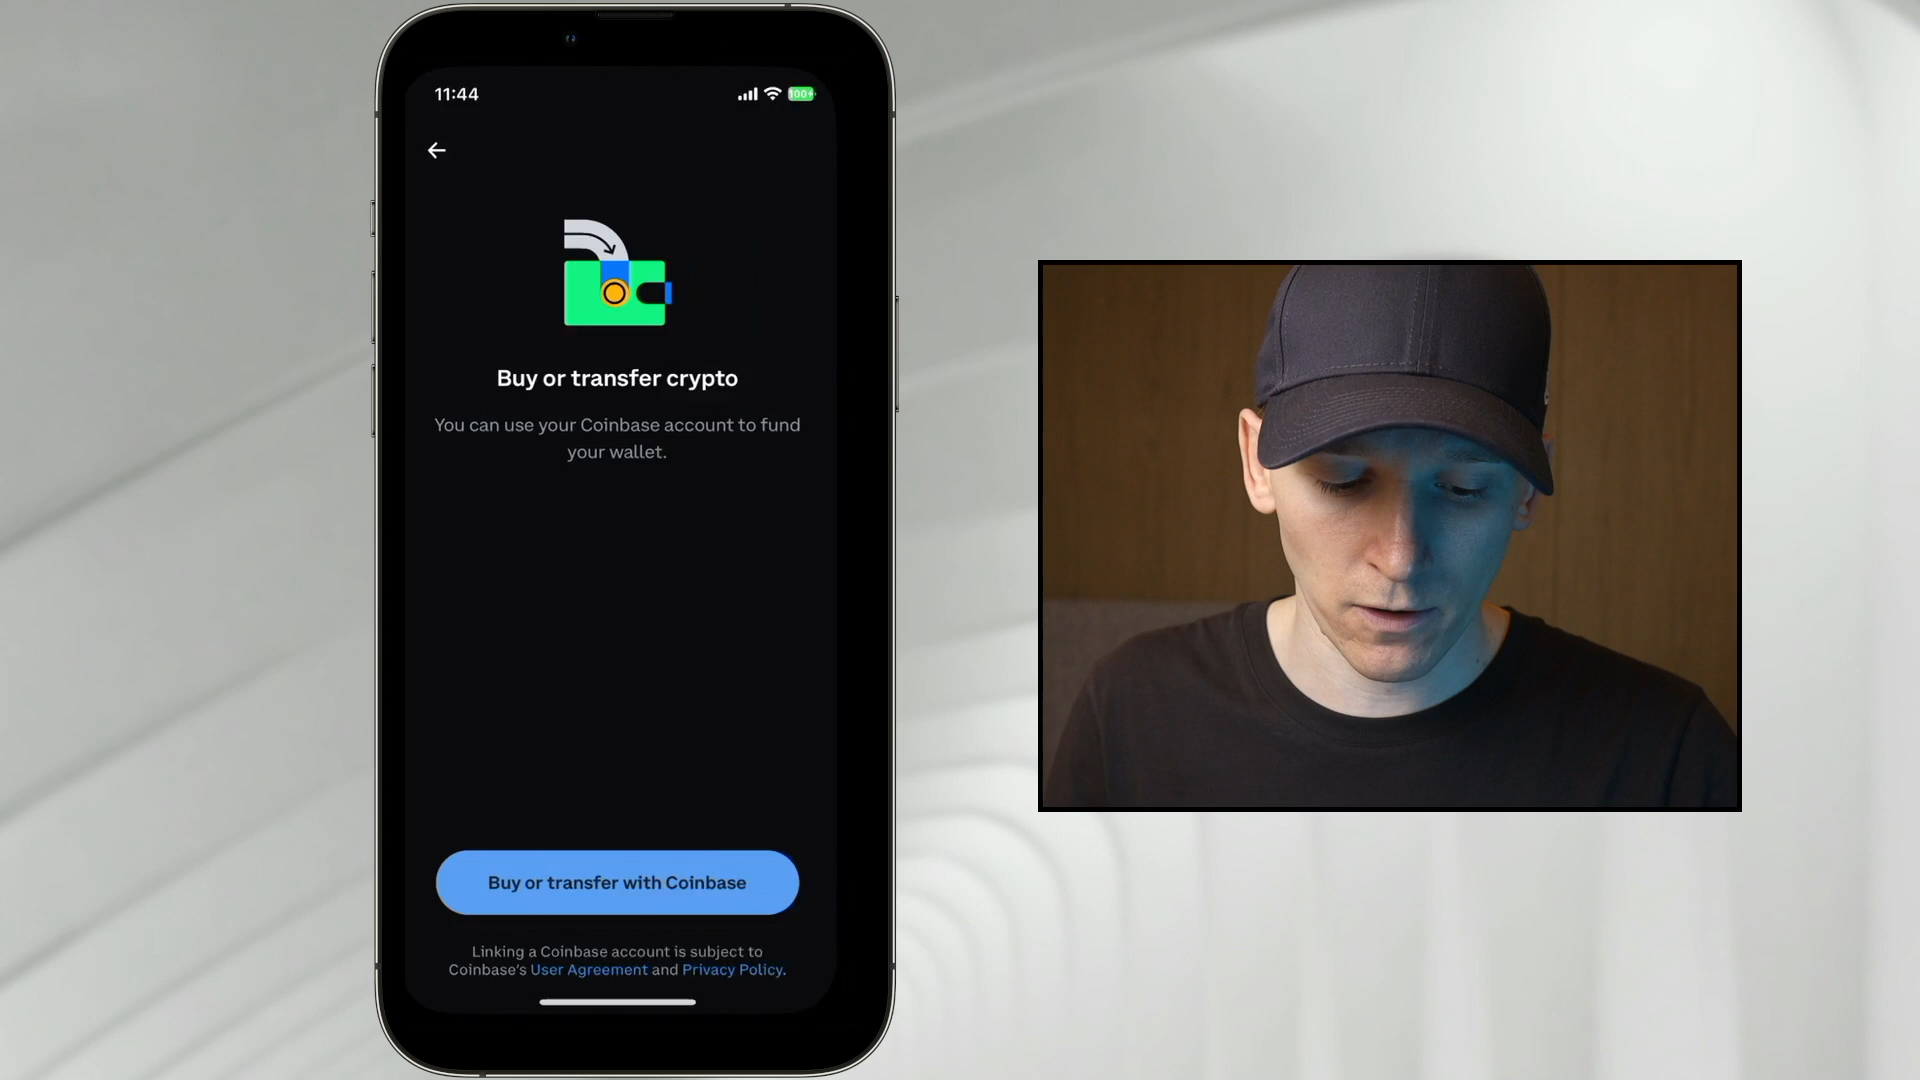 11:44
100+
Buy or transfer crypto
You can use your Coinbase account to fund
your wallet.
Buy or transfer with Coinbase
Linking a Coinbase account is subject to
Coinbase's User Agreement and Privacy Policy.